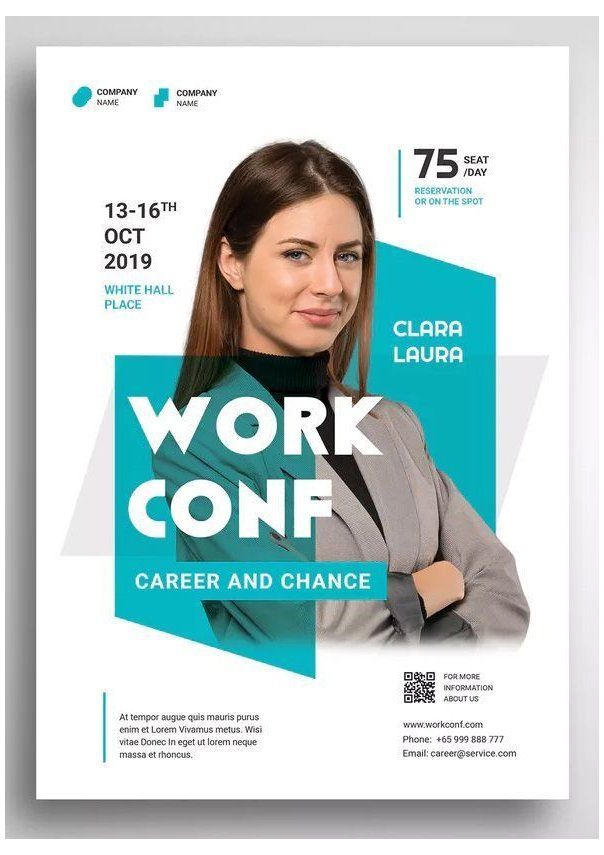 COMPANY
NAME
COMPANY
NAME
75 SEAT
/DAY
RESERVATION
OR ON THE SPOT
13-16TH
OCT
2019
WHITE HALL
PLACE
CLARA
LAURA
WORK
CONF
CAREER AND CHANCE
FOR MORE
INFORMATION
ABOUT US
At tempor augue quis mauris purus
enim et Lorem Vivamus metus. Wisi
vitae Donec In eget ut lorem neque
massa et rhoncus.
www.workconf.com
Phone: +65 999 888 777
Email: career@service.com